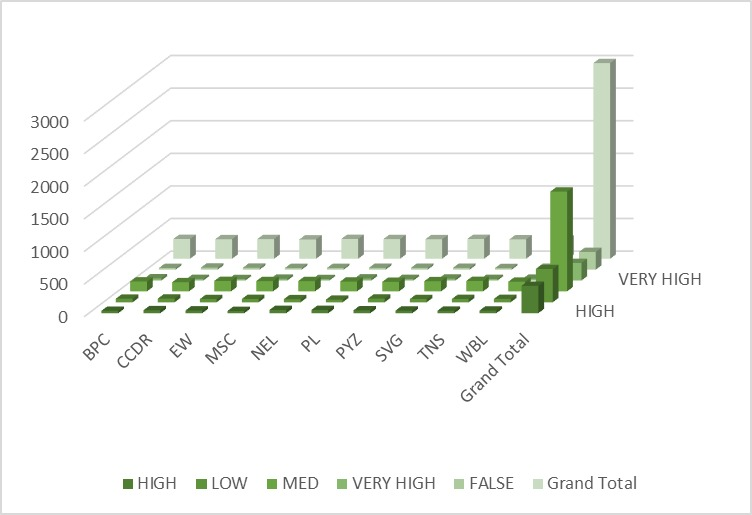 3000
2500
2000
1500
1000
500
0
VERY HIGH
HIGH
BPC
CCDR
EW
MSC
NEL
PL
PYZ
SVG
TNS
WBL
Grand Total
HIGH LOW MED VERY HIGH FALSE Grand Total